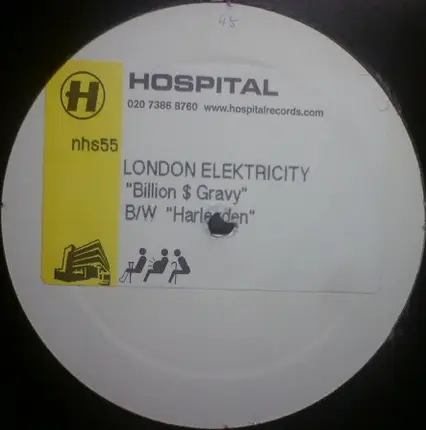 45
H HOSPITAL
020 7386 8760 www.hospitalrecords.com
nhs55
LONDON ELEKTRICITY
"Billion $ Gravy"
B/W "Harlesden"